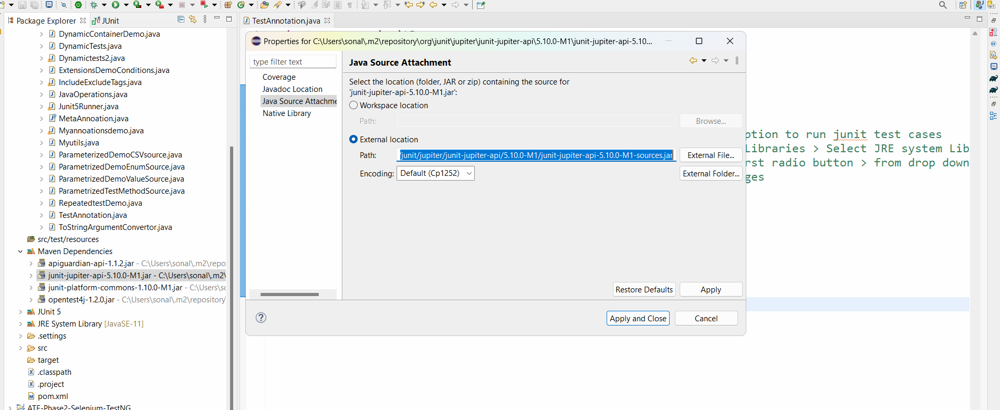 Package Explorer
JUnit
TestAnnotation.java
DynamicContainerDemo.java
DynamicTests.java
Dynamictests2.java
ExtensionsDemoConditions.java
IncludeExcludeTags.java
JavaOperations.java
Junit5Runner.java
MetaAnnoation.java
Myannoationsdemo.java
Myutils.java
ParameterizedDemoCSVsource.java
ParametrizedDemoEnumSource.java
ParametrizedDemoValueSource.java
ParametrizedTestMethodSource.java
RepeatedtestDemo.java
TestAnnotation.java
ToStringArgumentConvertor.java
src/test/resources
Maven Dependencies
apiguardian-api-1.1.2.jar - C:\Users\sonal\.m2\repo
junit-jupiter-api-5.10.0-M1.jar - C:\Users\sonal\.m2\
junit-platform-commons-1.10.0-M1.jar - C:\Users\sc
opentest4j-1.2.0.jar - C:\Users\sonal\.m2\repository\
JUnit 5
JRE System Library [JavaSE-11]
.settings
src
target
.classpath
.project
pom.xml
ATE-Phase2-Selenium-TestNG
Properties for C:\Users\sonal\.m2\repository\org\junit\jupiter\junit-jupiter-api\5.10.0-M1\junit-jupiter-api-5.10...
type filter text
Coverage
Javadoc Location
Java Source Attachme
Native Library
Java Source Attachment
Select the location (folder, JAR or zip) containing the source for
'junit-jupiter-api-5.10.0-M1.jar':
Workspace location
Path:
Browse...
External location
Path:
/junit/jupiter/junit-jupiter-api/5.10.0-M1/junit-jupiter-api-5.10.0-M1-sources.jar
External File...
Encoding:
Default (Cp1252)
External Folder...
Restore Defaults
Apply
Apply and Close
Cancel
ption to run junit test cases
Libraries > Select JRE system Lib
rst radio button > from drop down
ges